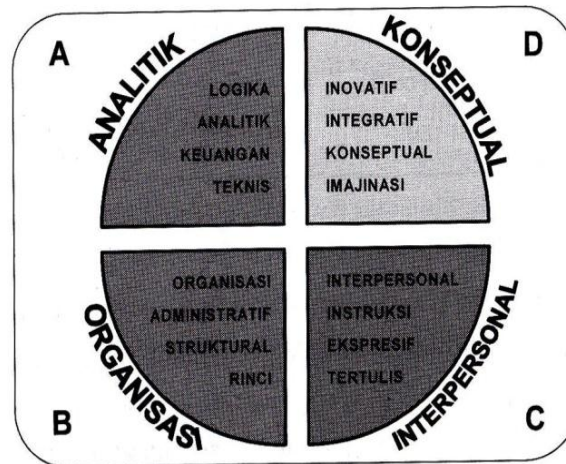 A
ANALITIK
LOGIKA
ANALITIK
KEUANGAN
TEKNIS
D
KONSEPTUAL
INOVATIF
INTEGRATIF
KONSEPTUAL
IMAJINASI
B
ORGANISASI
ORGANISASI
ADMINISTRATIF
STRUKTURAL
RINCI
C
INTERPERSONAL
INTERPERSONAL
INSTRUKSI
EKSPRESIF
TERTULIS